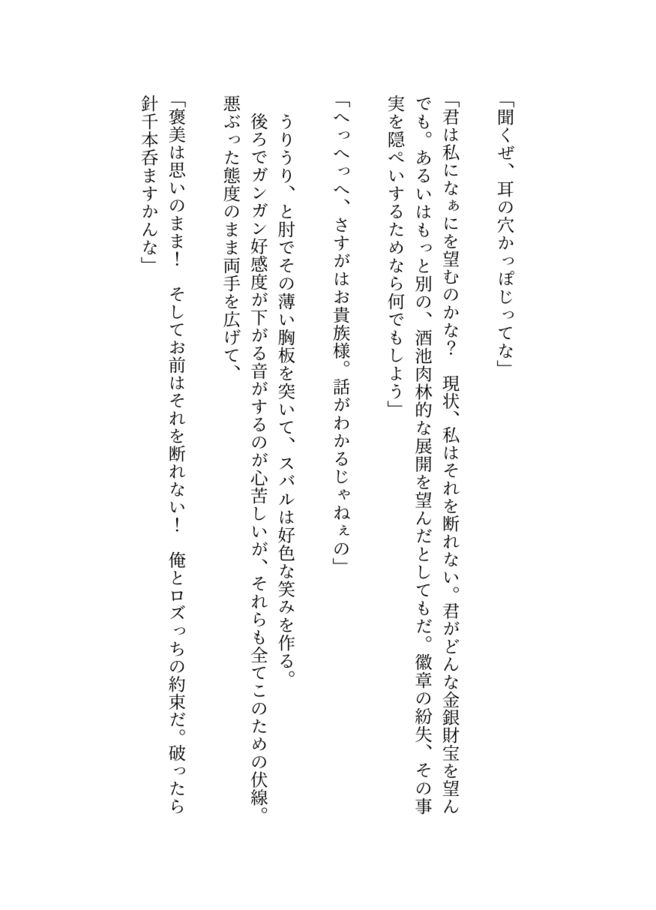 「聞くぜ、耳の穴かっぽじってな」
「君は私になぁにを望むのかな？　現状、私はそれを断れない。君がどんな金銀財宝を望ん
でも。あるいはもっと別の、酒池肉林的な展開を望んだとしてもだ。徽章の紛失、その事
実を隠ぺいするためなら何でもしよう」
「へっへっへ、さすがはお貴族様。話がわかるじゃねぇの」
うりうり、と肘でその薄い胸板を突いて、スバルは好色な笑みを作る。
後ろでガンガン好感度が下がる音がするのが心苦しいが、それらも全てこのための伏線。
悪ぶった態度のまま両手を広げて、
「褒美は思いのまま！　そしてお前はそれを断れない！　俺とロズっちの約束だ。破ったら
針千本呑ますかんな」